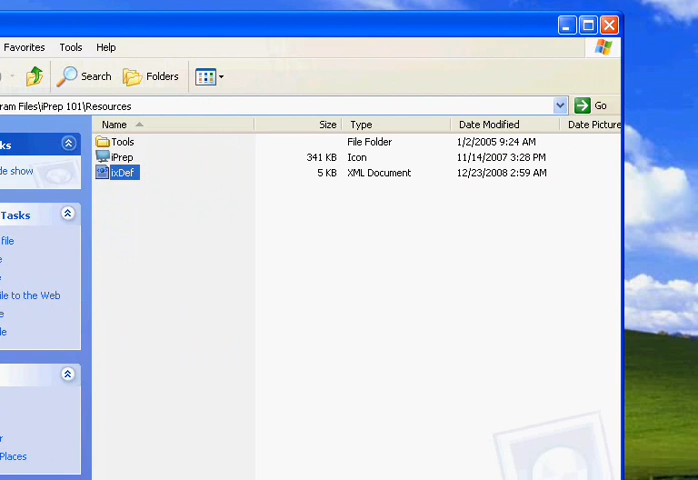 Favorites Tools Help
Search Folders
ram Files\iPrep 101\Resources Go
Name Size Type Date Modified Date Picture
ks
Tools File Folder 1/2/2005 9:24 AM
iPrep 341 KB Icon 11/14/2007 3:28 PM
ixDef 5 KB XML Document 12/23/2008 2:59 AM
de show
Tasks
file
e
ile to the Web
e
le
r
Places